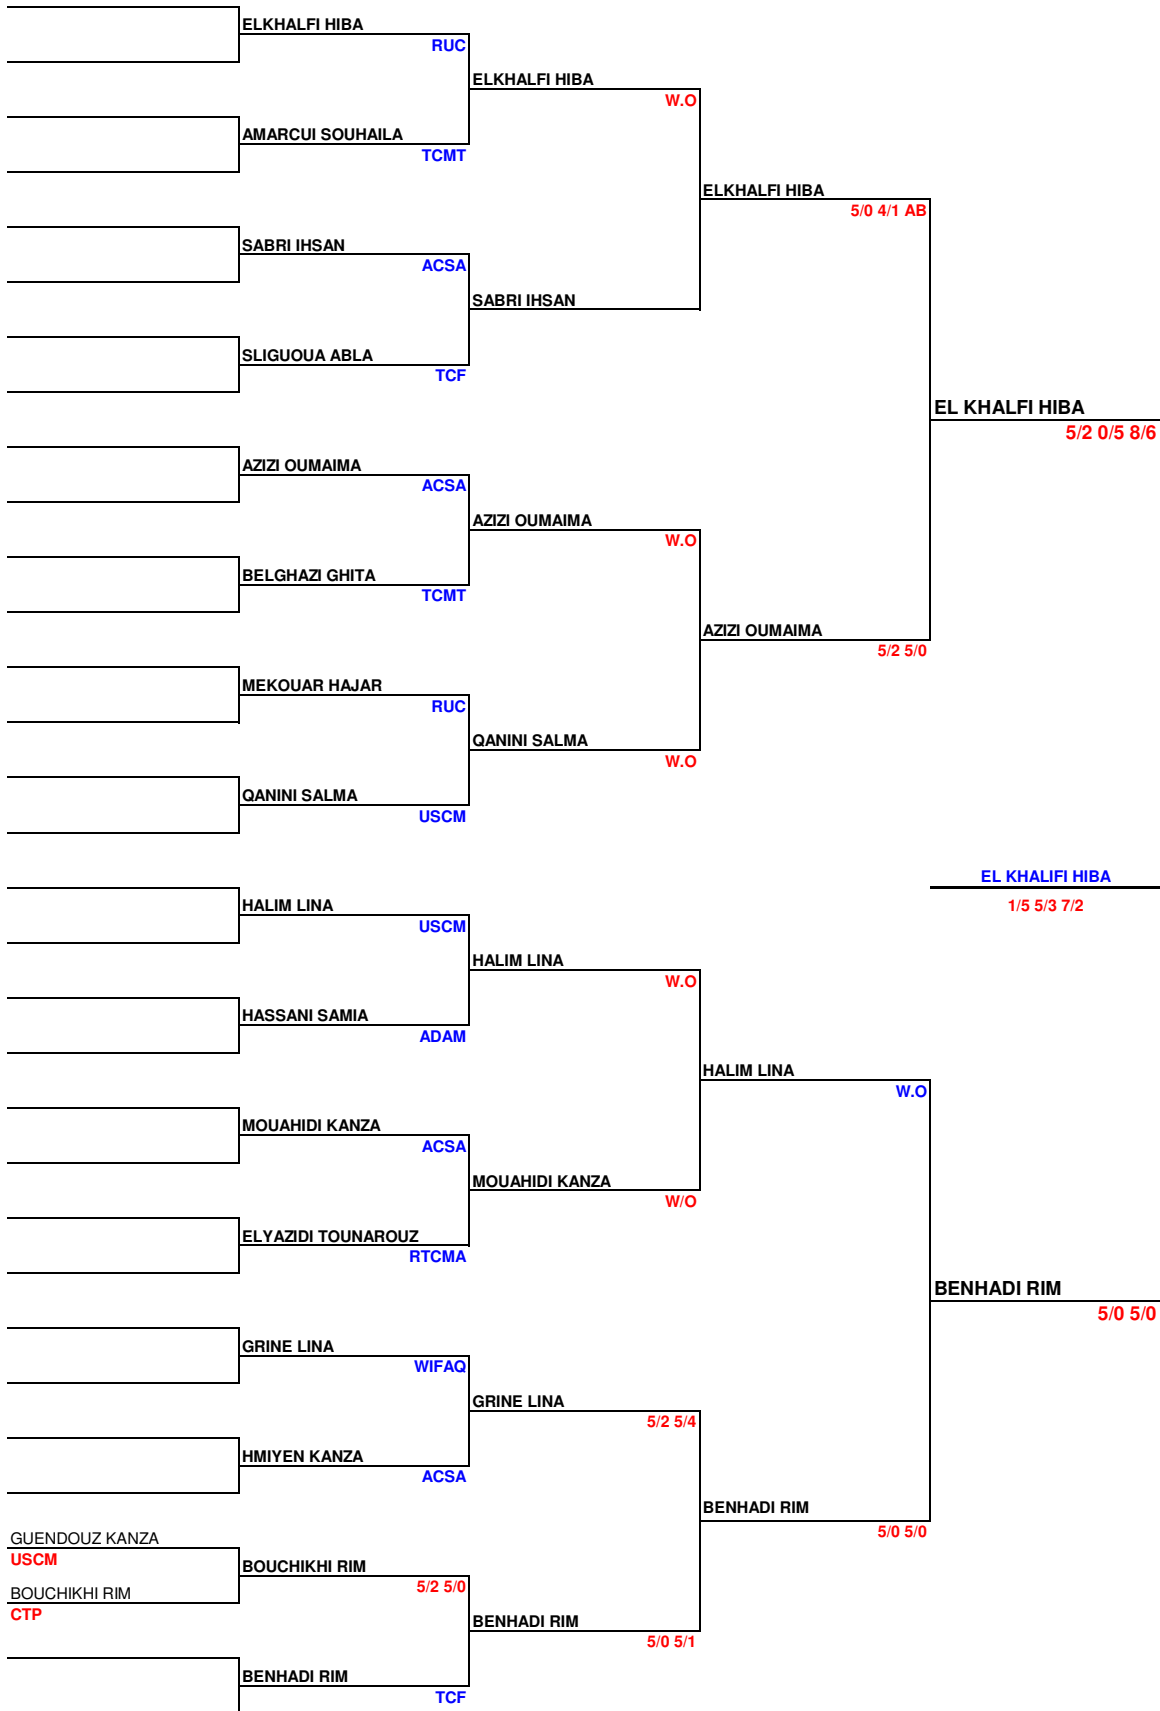 ELKHALFI HIBA
RUC
ELKHALFI HIBA
W.O
AMARCUI SOUHAILA
TCMT
ELKHALFI HIBA
5/0 4/1 AB
SABRI IHSAN
ACSA
SABRI IHSAN
SLIGUOUA ABLA
TCF
EL KHALFI HIBA
5/2 0/5 8/6
AZIZI OUMAIMA
ACSA
AZIZI OUMAIMA
W.O
BELGHAZI GHITA
TCMT
AZIZI OUMAIMA
5/2 5/0
MEKOUAR HAJAR
RUC
QANINI SALMA
W.O
QANINI SALMA
USCM
EL KHALIFI HIBA
1/5 5/3 7/2
HALIM LINA
USCM
HALIM LINA
W.O
HASSANI SAMIA
ADAM
HALIM LINA
W.O
MOUAHIDI KANZA
ACSA
MOUAHIDI KANZA
W/O
ELYAZIDI TOUNAROUZ
RTCMA
BENHADI RIM
5/0 5/0
GRINE LINA
WIFAQ
GRINE LINA
5/2 5/4
HMIYEN KANZA
ACSA
BENHADI RIM
5/0 5/0
GUENDOUZ KANZA
USCM
BOUCHIKHI RIM
5/2 5/0
BOUCHIKHI RIM
CTP
BENHADI RIM
5/0 5/1
BENHADI RIM
TCF